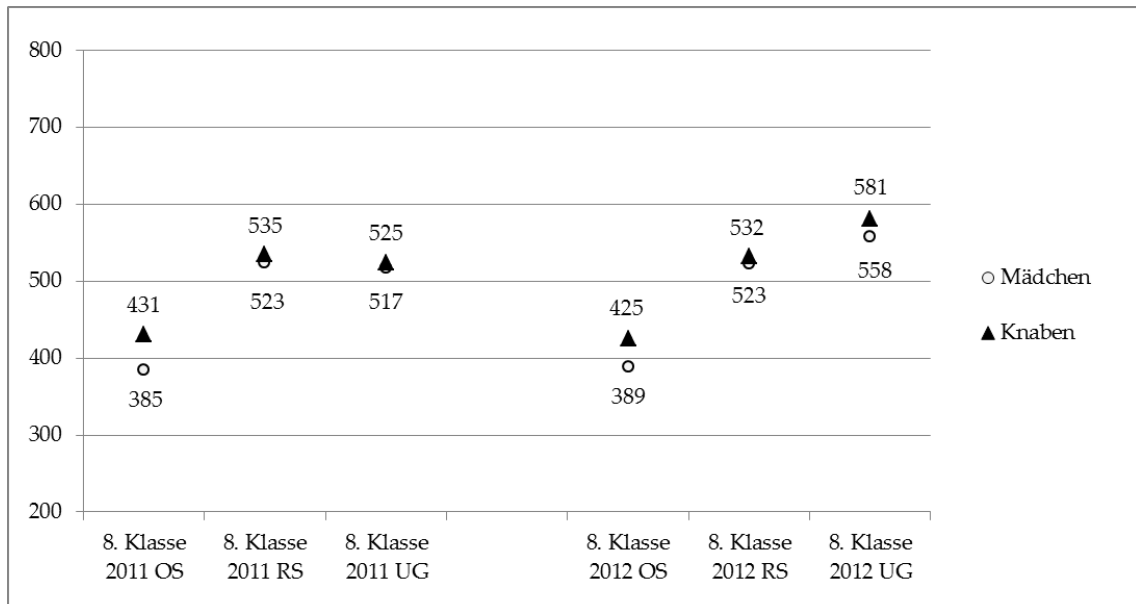 800
700
600
500
400
300
200
431
385
535
523
525
517
425
389
532
523
581
558
8. Klasse
2011 OS
8. Klasse
2011 RS
8. Klasse
2011 UG
8. Klasse
2012 OS
8. Klasse
2012 RS
8. Klasse
2012 UG
Mädchen
Knaben